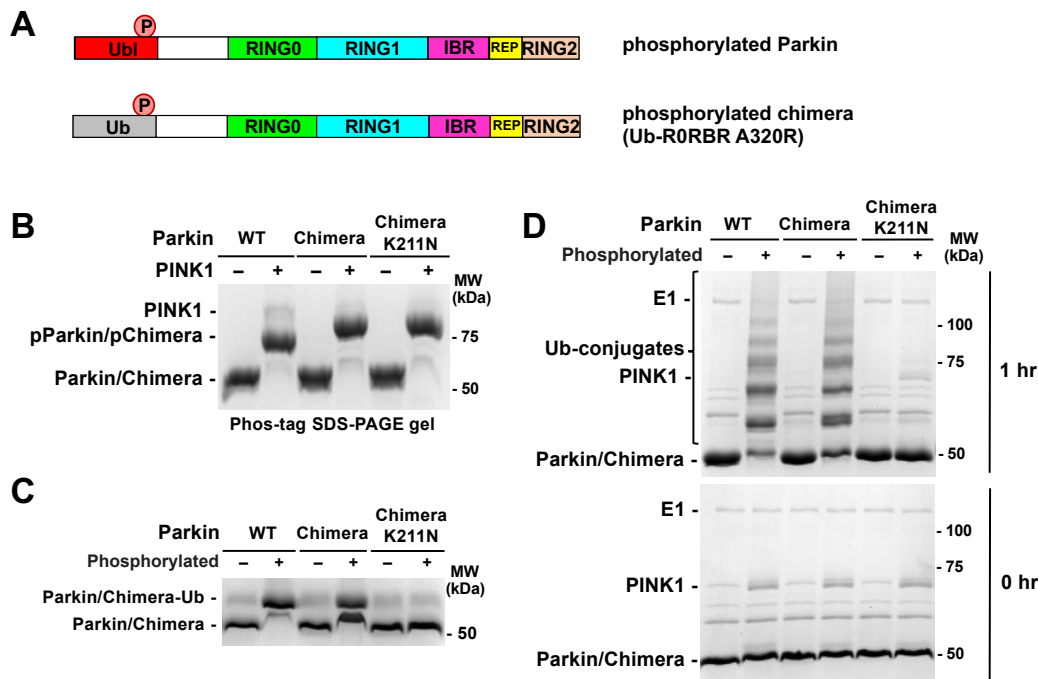 A
P
Ubl RING0 RING1 IBR REP RING2
phosphorylated Parkin
P
Ub RING0 RING1 IBR REP RING2
phosphorylated chimera
(Ub-R0RBR A320R)
B
Parkin WT Chimera Chimera
K211N
PINK1 – + – + – +
MW
(kDa)
PINK1 -
pParkin/pChimera - - 75
Parkin/Chimera - - 50
Phos-tag SDS-PAGE gel
C
Parkin WT Chimera Chimera
K211N
Phosphorylated – + – + – +
MW
(kDa)
Parkin/Chimera-Ub -
Parkin/Chimera - - 50
D
Parkin WT Chimera Chimera
K211N
Phosphorylated – + – + – +
MW
(kDa)
E1 -
- 100
Ub-conjugates
- 75
PINK1 -
Parkin/Chimera - - 50
1 hr
E1 -
- 100
- 75
PINK1 -
Parkin/Chimera - - 50
0 hr